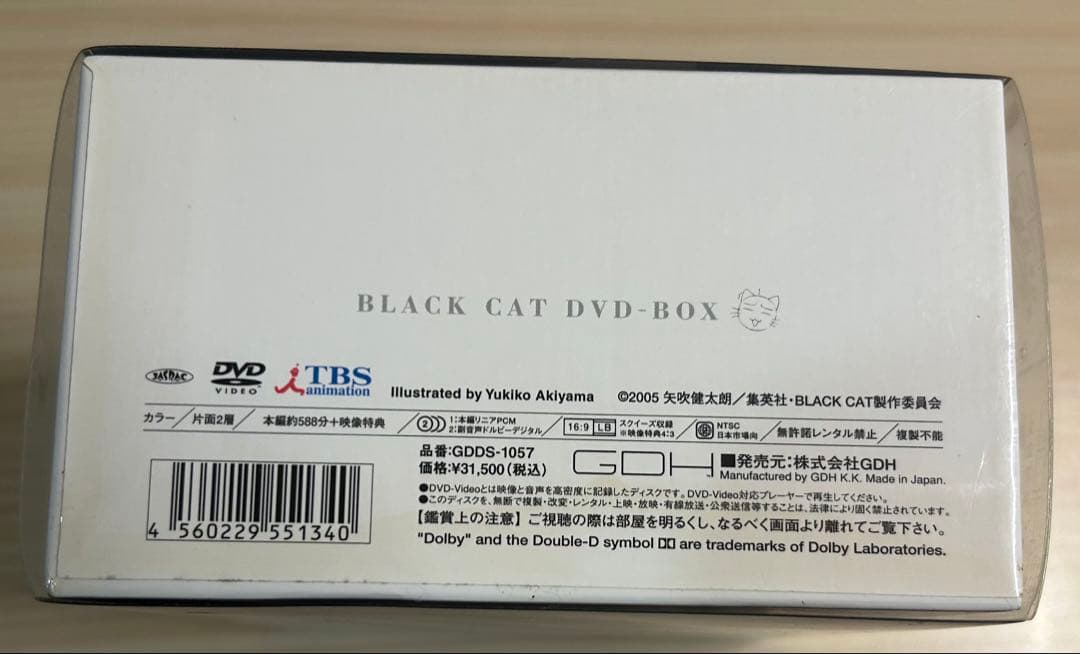 BLACK CAT DVD-BOX
JASRAC
DVD VIDEO
TBS animation
Illustrated by Yukiko Akiyama ©2005 矢吹健太朗／集英社・BLACK CAT製作委員会
カラー／片面2層／本編約588分＋映像特典／2))) 1:本編リニアPCM 2:副音声ドルビーデジタル／16:9 LB スクイーズ収録 ※映像特典4:3／2 NTSC 日本市場向／無許諾レンタル禁止／複製不能
品番:GDDS-1057
価格:¥31,500(税込)
GDH
■発売元:株式会社GDH
Manufactured by GDH K.K. Made in Japan.
●DVD-Videoとは映像と音声を高密度に記録したディスクです。DVD-Video対応プレーヤーで再生してください。
●このディスクを、無断で複製・改変・レンタル・上映・放映・有線放送・公衆送信等することは、法律により固く禁止されています。
【鑑賞上の注意】ご視聴の際は部屋を明るくし、なるべく画面より離れてご覧下さい。
"Dolby" and the Double-D symbol are trademarks of Dolby Laboratories.
4 560229 551340